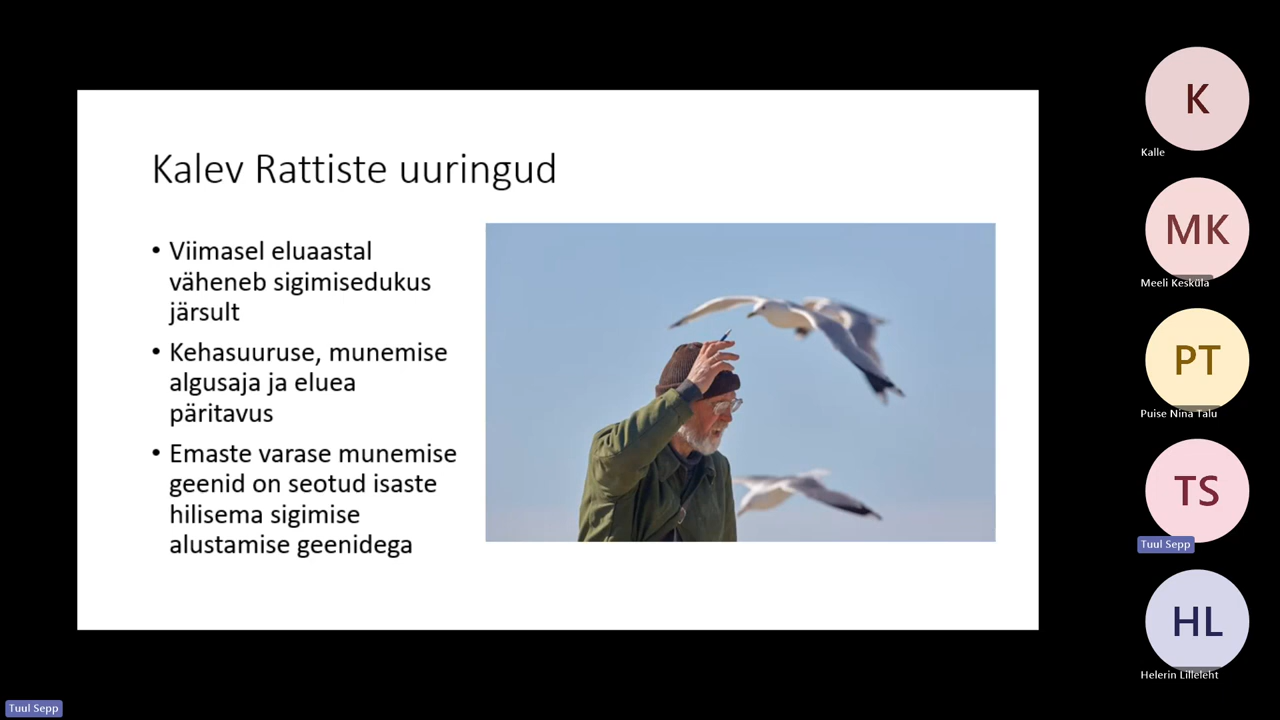 Kalev Rattiste uuringud
• Viimasel eluaastal
väheneb sigimisedukus
järsult
• Kehasuuruse, munemise
algusaja ja eluea
päritavus
• Emaste varase munemise
geenid on seotud isaste
hilisema sigimise
alustamise geenidega
K
Kalle
MK
Meeli Kesküla
PT
Puise Nina Talu
TS
Tuul Sepp
HL
Helerin Lilleleht
Tuul Sepp